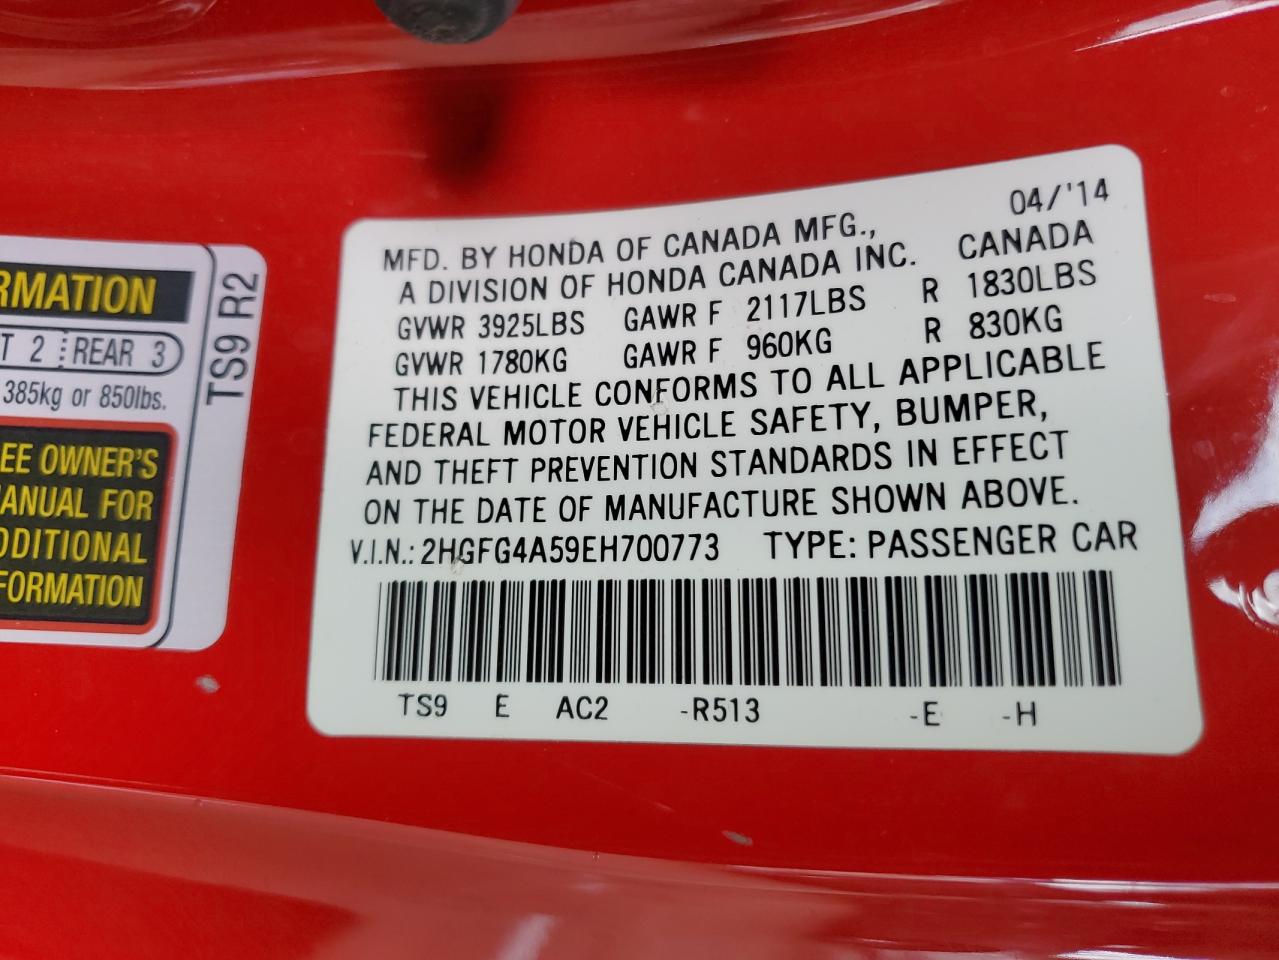 RMATION
T 2 REAR 3
385kg or 850lbs.
EE OWNER'S
ANUAL FOR
DDITIONAL
FORMATION
TS9 R2
04/'14
MFD. BY HONDA OF CANADA MFG.,
A DIVISION OF HONDA CANADA INC. CANADA
GVWR 3925LBS GAWR F 2117LBS R 1830LBS
GVWR 1780KG GAWR F 960KG R 830KG
THIS VEHICLE CONFORMS TO ALL APPLICABLE
FEDERAL MOTOR VEHICLE SAFETY, BUMPER,
AND THEFT PREVENTION STANDARDS IN EFFECT
ON THE DATE OF MANUFACTURE SHOWN ABOVE.
V.I.N.: 2HGFG4A59EH700773 TYPE: PASSENGER CAR
TS9 E AC2 -R513 -E -H